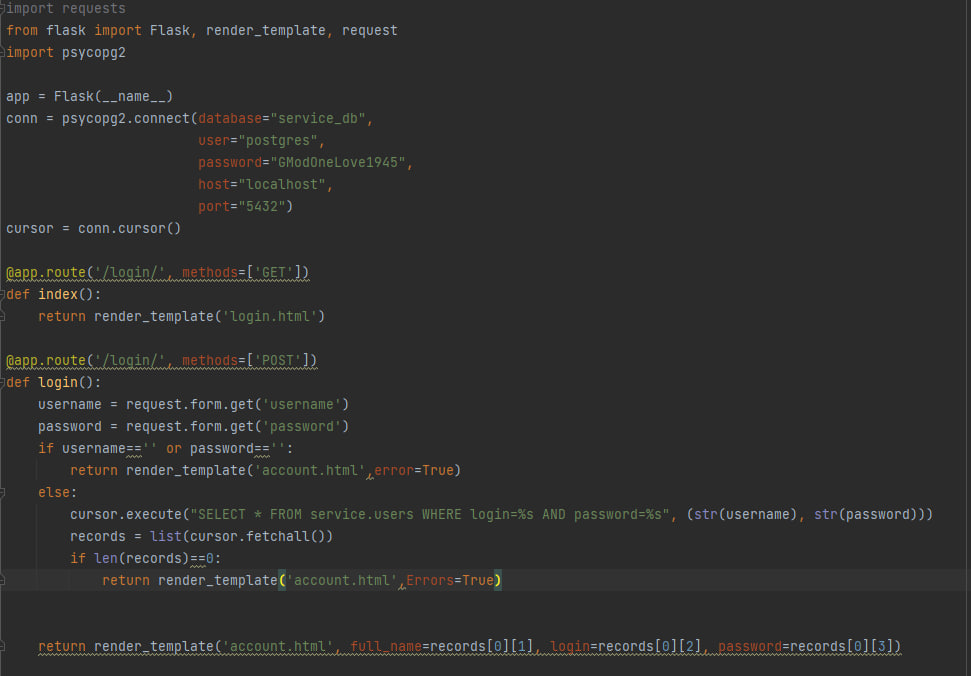 import requests
from flask import Flask, render_template, request
import psycopg2
app = Flask(__name__)
conn = psycopg2.connect(database="service_db",
user="postgres",
password="GModOneLove1945",
host="localhost",
port="5432")
cursor = conn.cursor()
@app.route('/login/', methods=['GET'])
def index():
return render_template('login.html')
@app.route('/login/', methods=['POST'])
def login():
username = request.form.get('username')
password = request.form.get('password')
if username=='' or password=='':
return render_template('account.html',error=True)
else:
cursor.execute("SELECT * FROM service.users WHERE login=%s AND password=%s", (str(username), str(password)))
records = list(cursor.fetchall())
if len(records)==0:
return render_template('account.html',Errors=True)
return render_template('account.html', full_name=records[0][1], login=records[0][2], password=records[0][3])